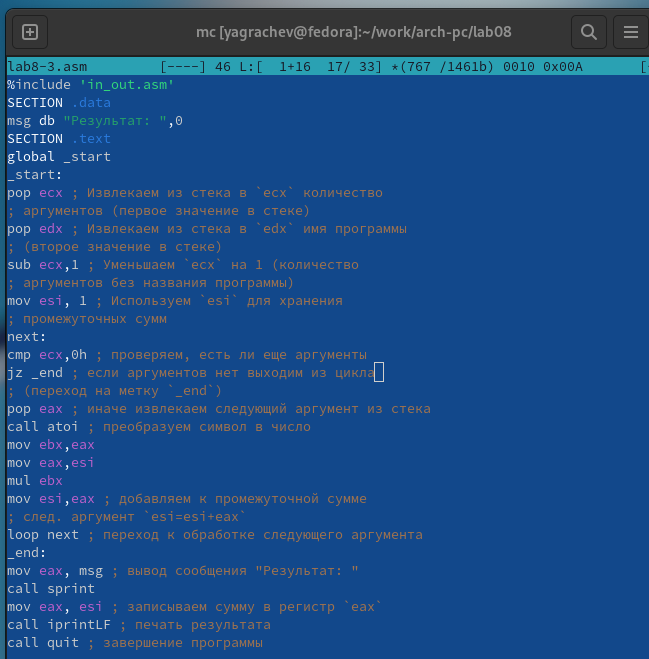 mc [yagrachev@fedora]:~/work/arch-pc/lab08
lab8-3.asm [----] 46 L:[ 1+16 17/ 33] *(767 /1461b) 0010 0x00A [
%include 'in_out.asm'
SECTION .data
msg db "Результат: ",0
SECTION .text
global _start
_start:
pop ecx ; Извлекаем из стека в `ecx` количество
; аргументов (первое значение в стеке)
pop edx ; Извлекаем из стека в `edx` имя программы
; (второе значение в стеке)
sub ecx,1 ; Уменьшаем `ecx` на 1 (количество
; аргументов без названия программы)
mov esi, 1 ; Используем `esi` для хранения
; промежуточных сумм
next:
cmp ecx,0h ; проверяем, есть ли еще аргументы
jz _end ; если аргументов нет выходим из цикла
; (переход на метку `_end`)
pop eax ; иначе извлекаем следующий аргумент из стека
call atoi ; преобразуем символ в число
mov ebx,eax
mov eax,esi
mul ebx
mov esi,eax ; добавляем к промежуточной сумме
; след. аргумент `esi=esi+eax`
loop next ; переход к обработке следующего аргумента
_end:
mov eax, msg ; вывод сообщения "Результат: "
call sprint
mov eax, esi ; записываем сумму в регистр `eax`
call iprintLF ; печать результата
call quit ; завершение программы